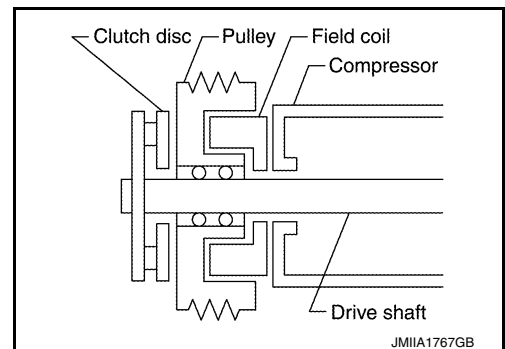 Clutch disc
Pulley
Field coil
Compressor
Drive shaft
JMIIA1767GB